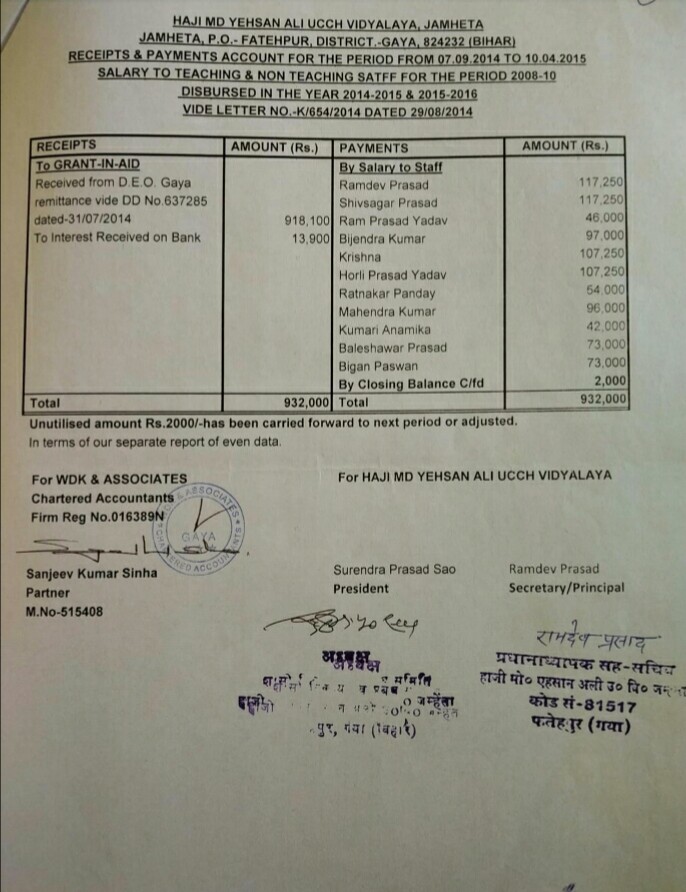 HAJI MD YEHSAN ALI UCCH VIDYALAYA, JAMHETA
JAMHETA, P.O.- FATEHPUR, DISTRICT.-GAYA, 824232 (BIHAR)
RECEIPTS & PAYMENTS ACCOUNT FOR THE PERIOD FROM 07.09.2014 TO 10.04.2015
SALARY TO TEACHING & NON TEACHING SATFF FOR THE PERIOD 2008-10
DISBURSED IN THE YEAR 2014-2015 & 2015-2016
VIDE LETTER NO.-K/654/2014 DATED 29/08/2014
RECEIPTS AMOUNT (Rs.) PAYMENTS AMOUNT (Rs.)
To GRANT-IN-AID By Salary to Staff
Received from D.E.O. Gaya Ramdev Prasad 117,250
remittance vide DD No.637285 Shivsagar Prasad 117,250
dated-31/07/2014 918,100 Ram Prasad Yadav 46,000
To Interest Received on Bank 13,900 Bijendra Kumar 97,000
Krishna 107,250
Horli Prasad Yadav 107,250
Ratnakar Panday 54,000
Mahendra Kumar 96,000
Kumari Anamika 42,000
Baleshawar Prasad 73,000
Bigan Paswan 73,000
By Closing Balance C/fd 2,000
Total 932,000 Total 932,000
Unutilised amount Rs.2000/-has been carried forward to next period or adjusted.
In terms of our separate report of even data.
For WDK & ASSOCIATES For HAJI MD YEHSAN ALI UCCH VIDYALAYA
Chartered Accountants
Firm Reg No.016389N
& ASSOCIATES
GAYA
CHARTERED ACCOUNTANTS
Sanjeev Kumar Sinha Surendra Prasad Sao Ramdev Prasad
Partner President Secretary/Principal
M.No-515408
रामदेव प्रसाद
अध्यक्ष
प्रधानाध्यापक सह-सचिव
हाजी मो० एहसान अली उ० वि०
कोड सं-81517
फतेहपुर (गया)
गया (बिहार)